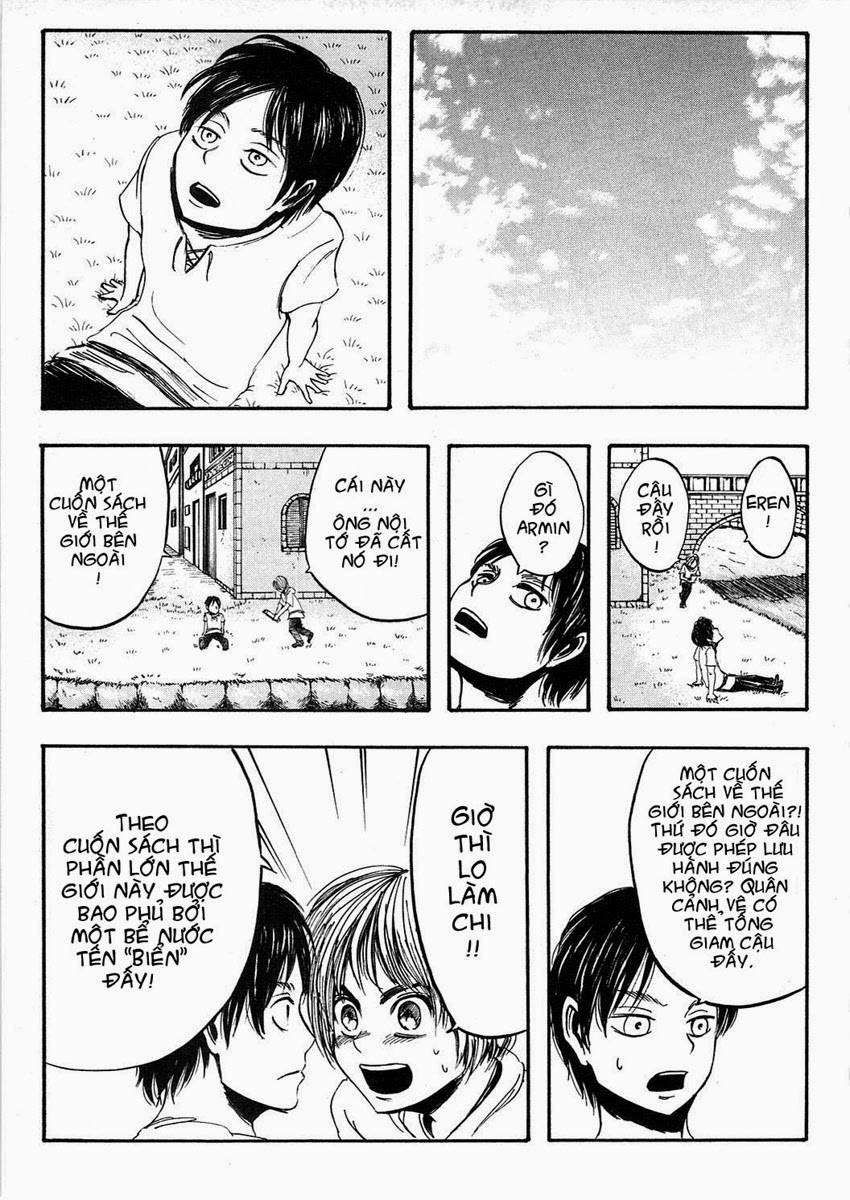 EREN
!
CẬU
ĐÂY
RỒI
!
GÌ
ĐÓ
ARMIN
?
CÁI NÀY
...
ÔNG NỘI
TỚ ĐÃ CẤT
NÓ ĐI!
MỘT
CUỐN SÁCH
VỀ THẾ
GIỚI BÊN
NGOÀI
!
MỘT CUỐN
SÁCH VỀ THẾ
GIỚI BÊN NGOÀI?!
THỨ ĐÓ GIỜ ĐÂU
ĐƯỢC PHÉP LƯU
HÀNH ĐÚNG
KHÔNG? QUÂN
CẢNH VỆ CÓ
THỂ TỐNG
GIAM CẬU
ĐẤY.
GIỜ
THÌ
LO
LÀM
CHI
!!
THEO
CUỐN SÁCH THÌ
PHẦN LỚN THẾ
GIỚI NÀY ĐƯỢC
BAO PHỦ BỞI
MỘT BỂ NƯỚC
TÊN "BIỂN"
ĐẤY!